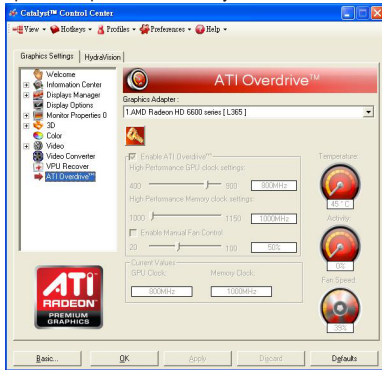 Catalyst™ Control Center
View Hotkeys Profiles Preferences Help
Graphics Settings HydraVision
Welcome
Information Center
Displays Manager
Display Options
Monitor Properties 0
3D
Color
Video
Video Converter
VPU Recover
ATI Overdrive™
ATI Overdrive™
Graphics Adapter :
1.AMD Radeon HD 6600 series [ L365 ]
Enable ATI Overdrive™
High Performance GPU clock settings:
400 900 800MHz
High Performance Memory clock settings:
1000 1150 1000MHz
Enable Manual Fan Control
20 100 50%
Current Values
GPU Clock: Memory Clock:
800MHz 1000MHz
Temperature:
45 °C
Activity:
0%
Fan Speed:
39%
ATI
RADEON
PREMIUM
GRAPHICS
Basic... OK Apply Discard Defaults